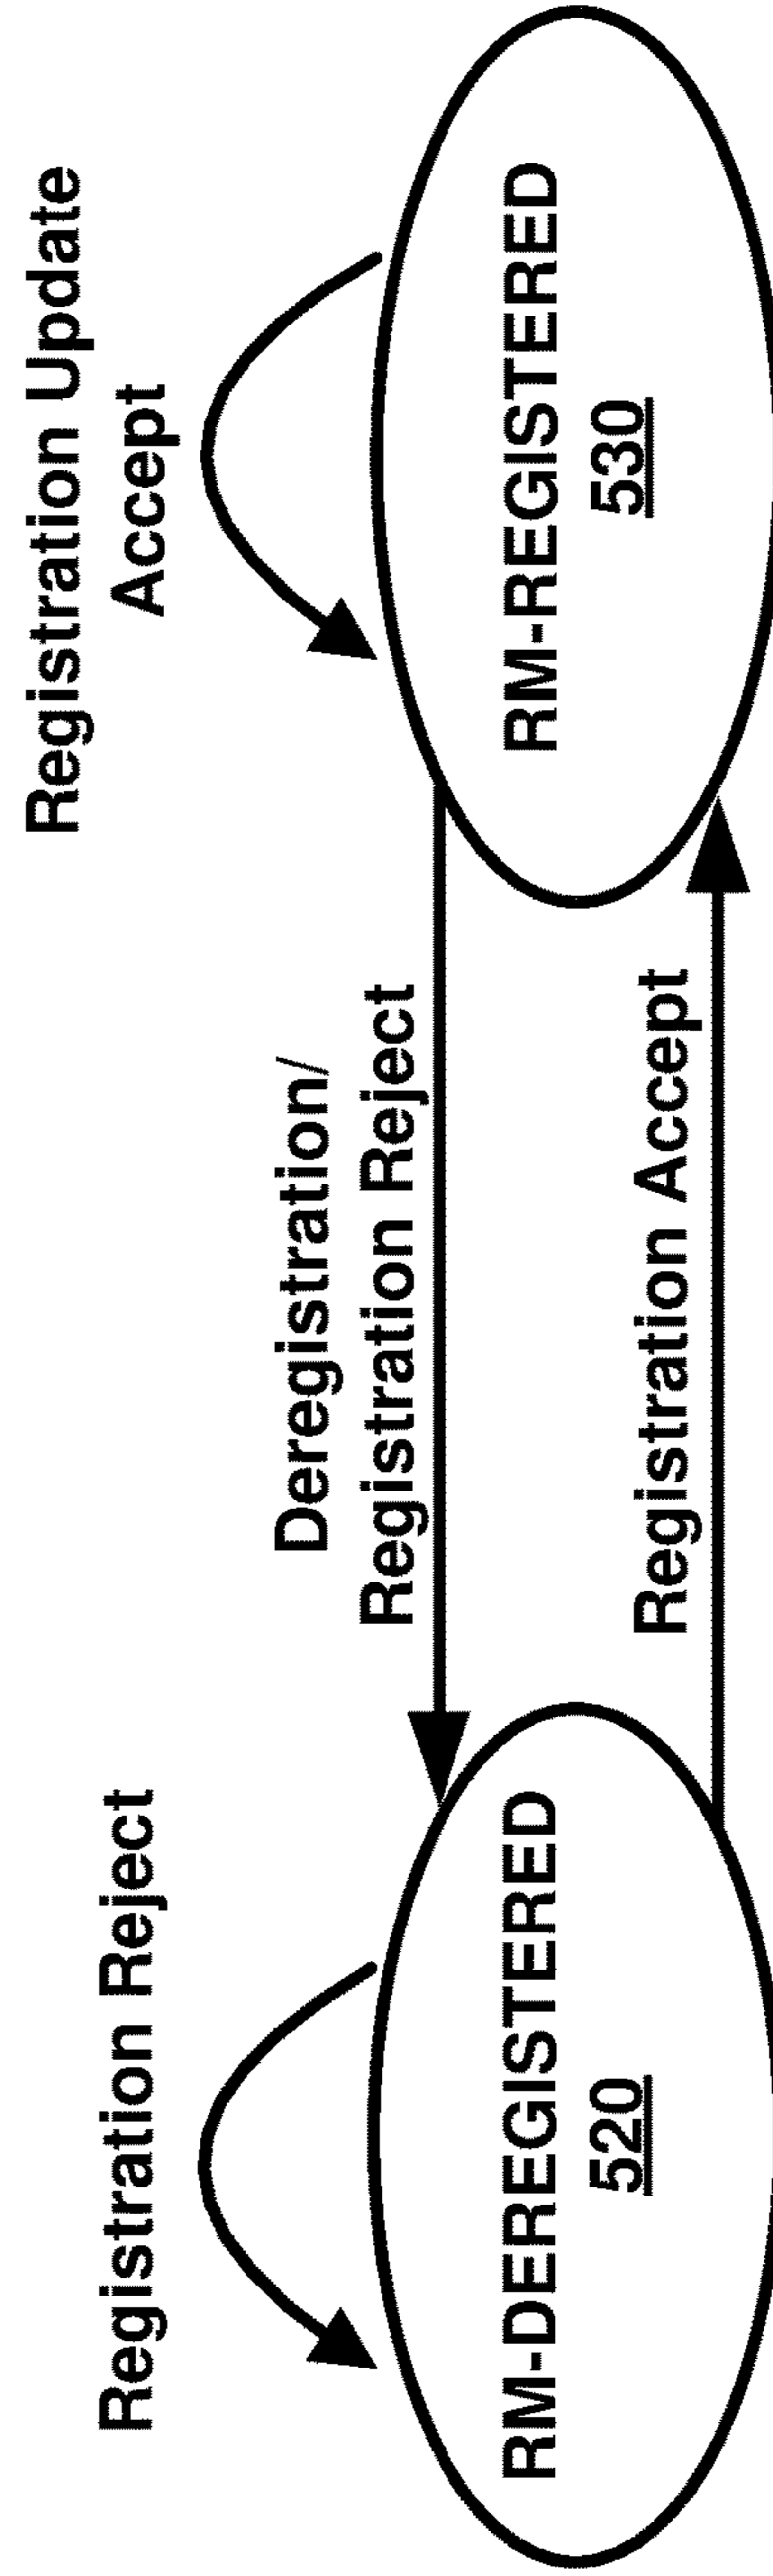 Registration Reject
RM-DEREGISTERED
520
Deregistration/
Registration Reject
Registration Accept
Registration Update
Accept
RM-REGISTERED
530